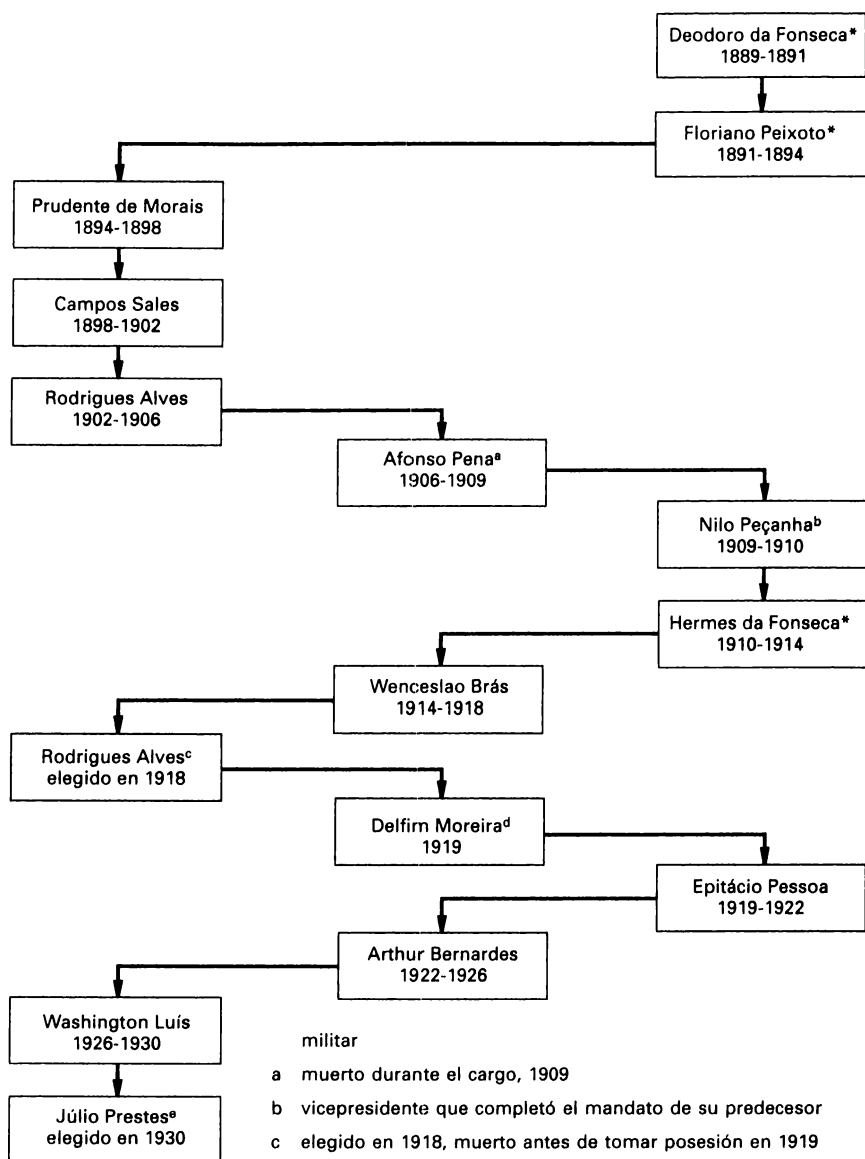 Deodoro da Fonseca*
1889-1891
Floriano Peixoto*
1891-1894
Prudente de Morais
1894-1898
Campos Sales
1898-1902
Rodrigues Alves
1902-1906
Afonso Penaᵃ
1906-1909
Nilo Peçanhaᵇ
1909-1910
Hermes da Fonseca*
1910-1914
Wenceslao Brás
1914-1918
Rodrigues Alvesᶜ
elegido en 1918
Delfim Moreiraᵈ
1919
Epitácio Pessoa
1919-1922
Arthur Bernardes
1922-1926
Washington Luís
1926-1930
Júlio Prestesᵉ
elegido en 1930
militar
a muerto durante el cargo, 1909
b vicepresidente que completó el mandato de su predecesor
c elegido en 1918, muerto antes de tomar posesión en 1919